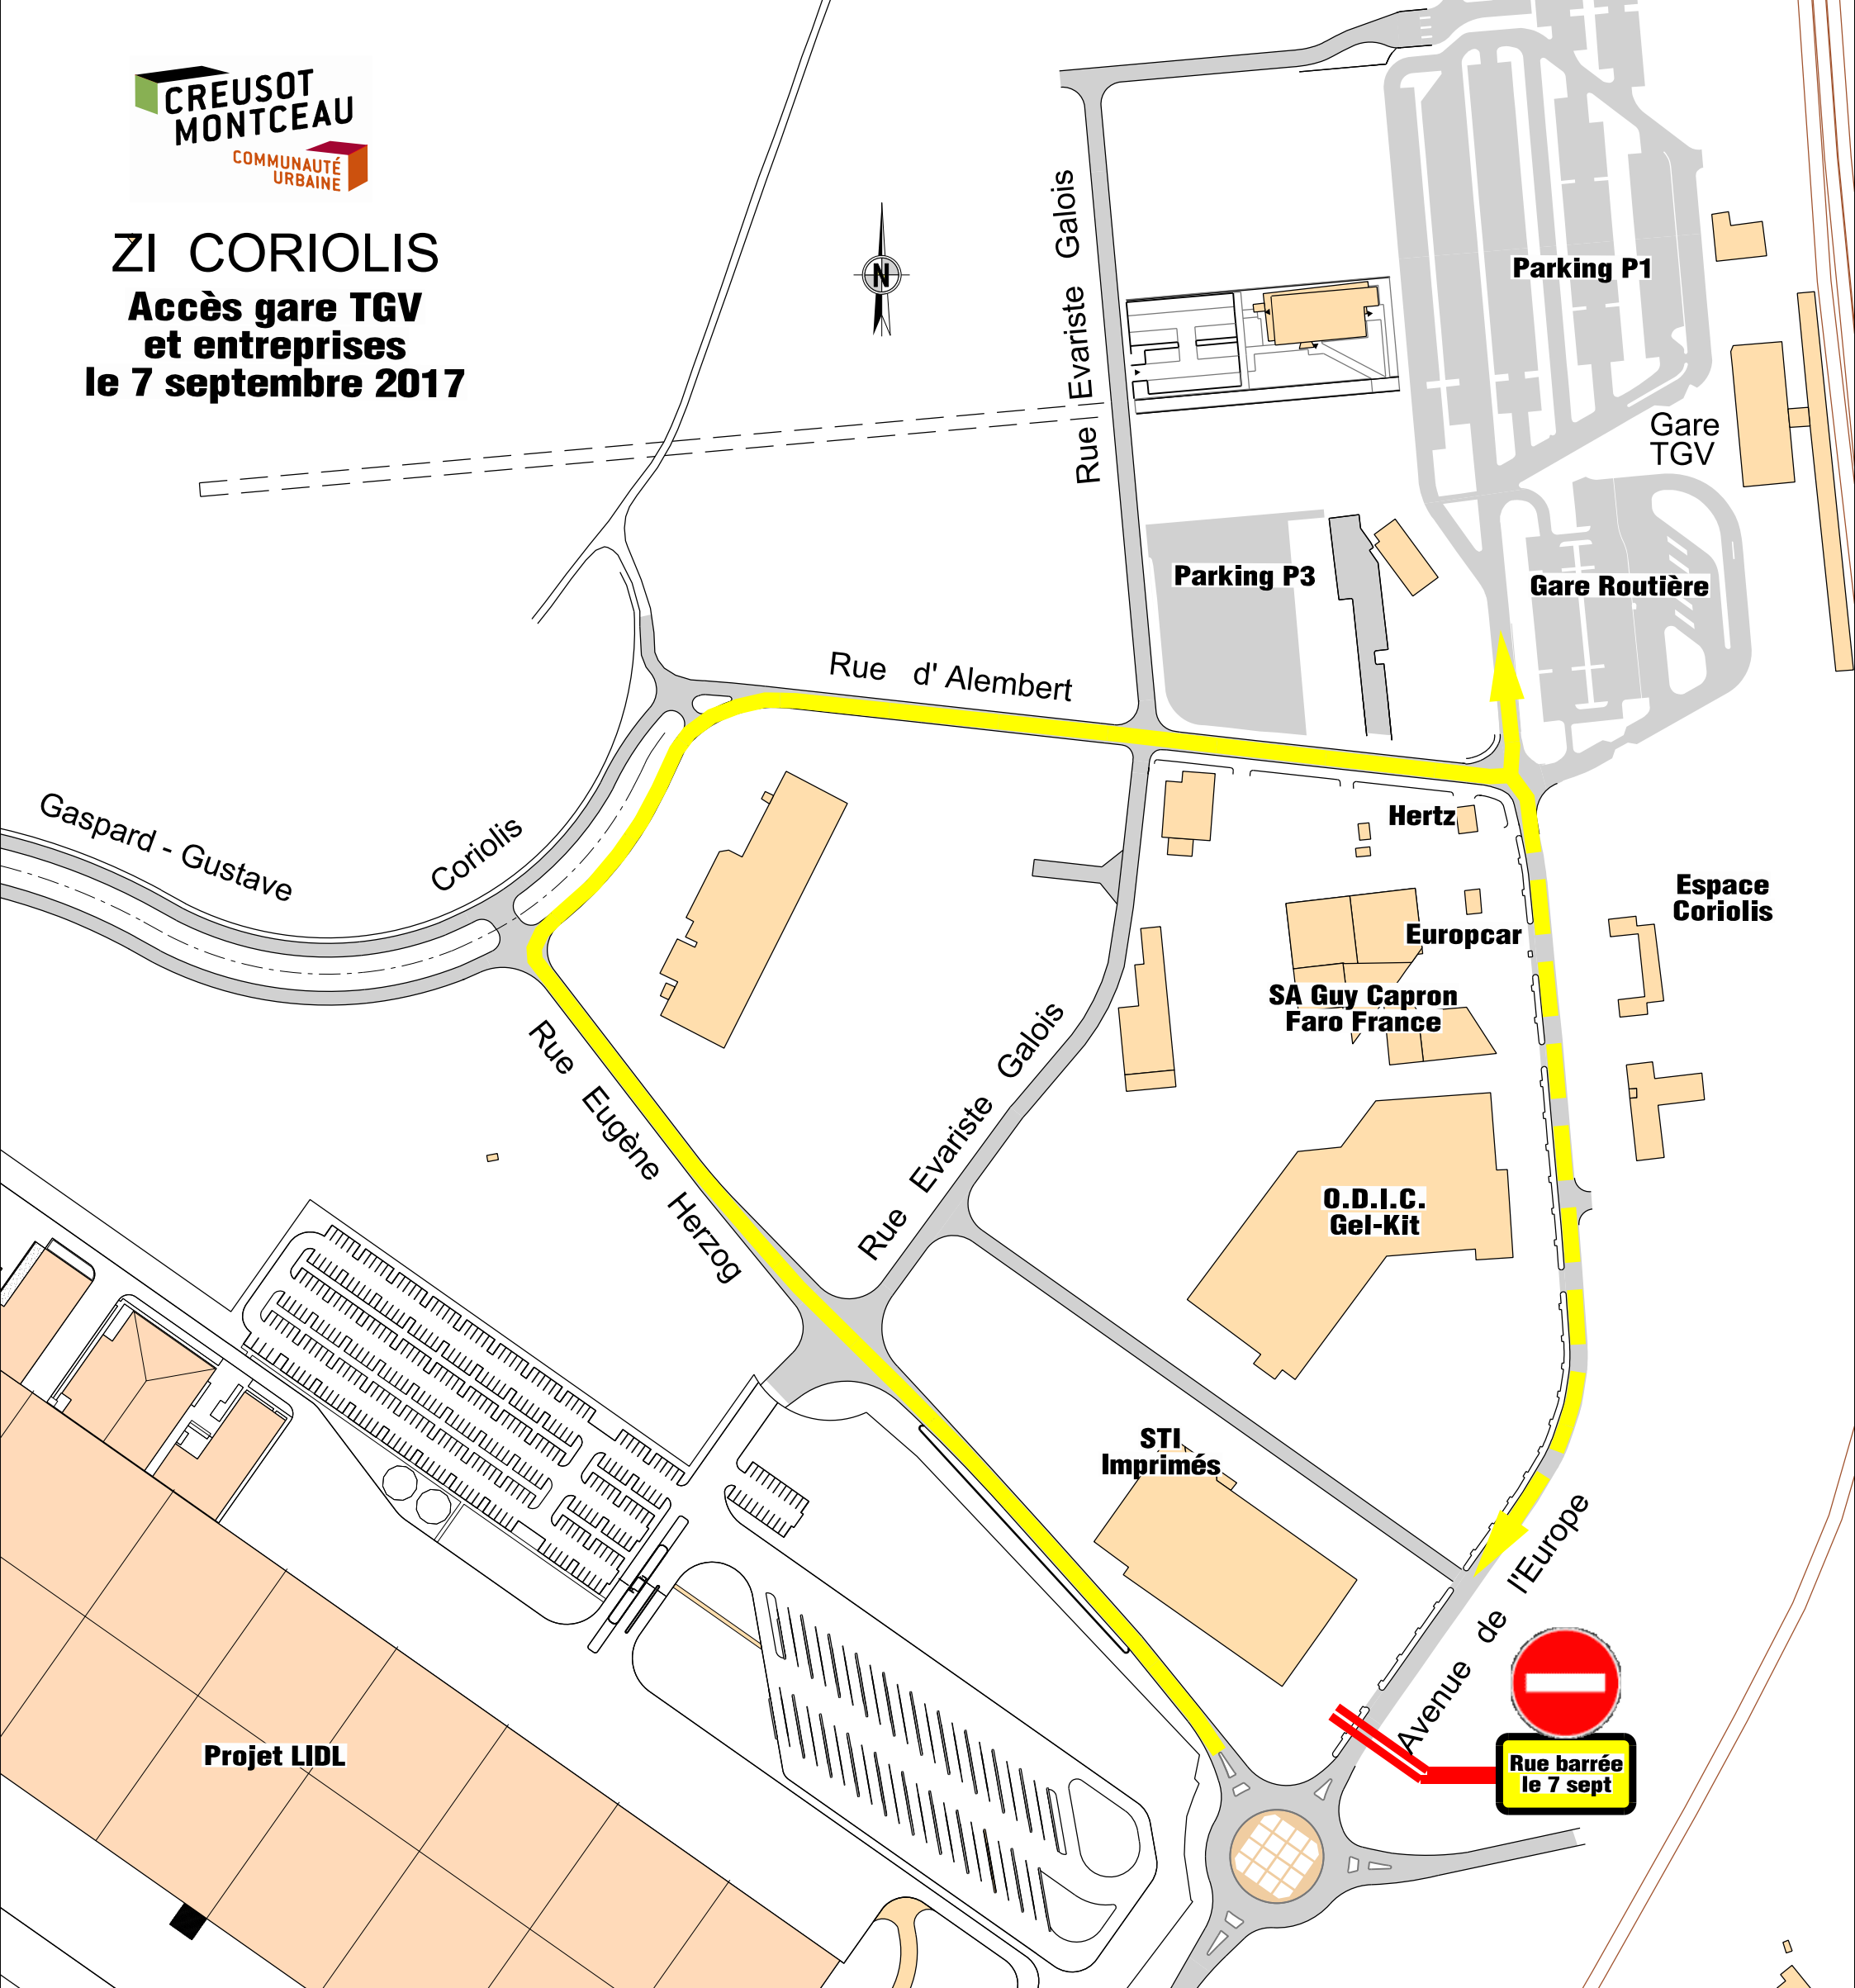 CREUSOT
MONTCEAU
COMMUNAUTÉ
URBAINE
ZI CORIOLIS
Accès gare TGV
et entreprises
le 7 septembre 2017
N
Rue Evariste Galois
Parking P1
Gare
TGV
Parking P3
Gare Routière
Rue d' Alembert
Gaspard - Gustave
Coriolis
Hertz
Espace
Coriolis
Europcar
SA Guy Capron
Faro France
Rue Eugène Herzog
Rue Evariste Galois
O.D.I.C.
Gel-Kit
STI
Imprimés
Avenue de l'Europe
Projet LIDL
Rue barrée
le 7 sept